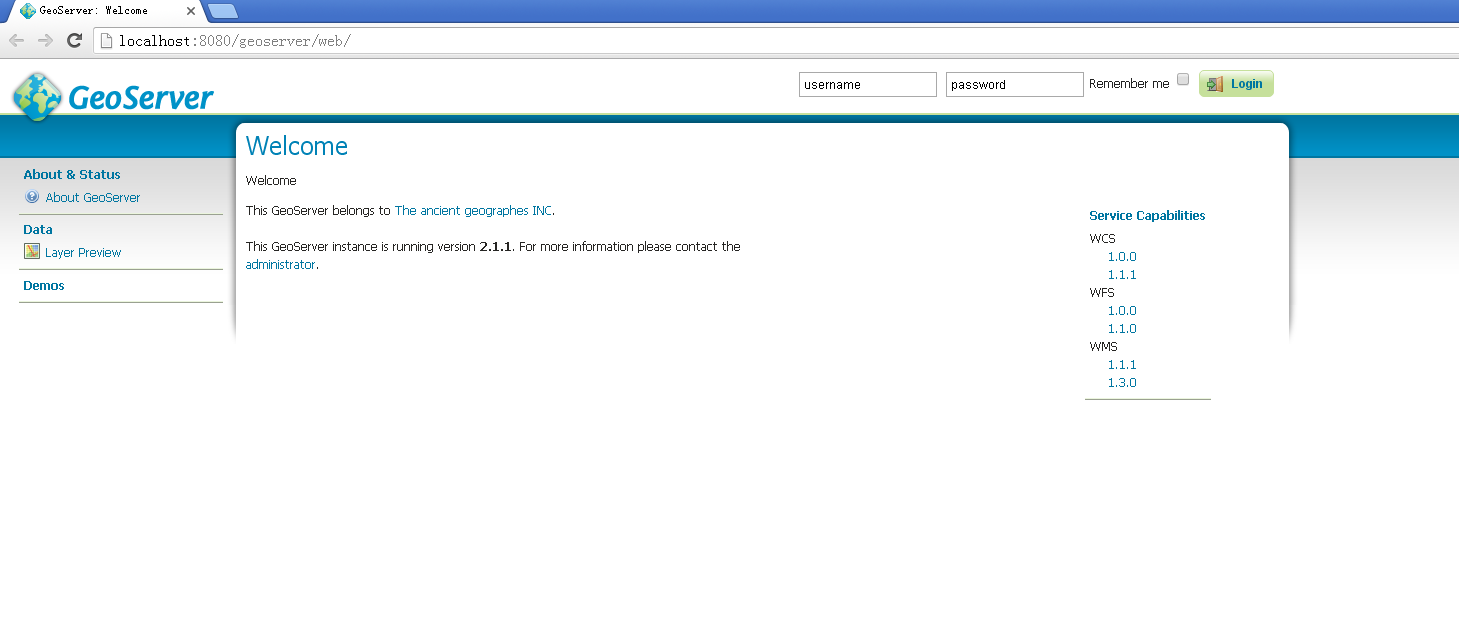 GeoServer: Welcome
localhost:8080/geoserver/web/
GeoServer
username
password
Remember me
Login
About & Status
About GeoServer
Data
Layer Preview
Demos
Welcome
Welcome
This GeoServer belongs to The ancient geographes INC.
This GeoServer instance is running version 2.1.1. For more information please contact the
administrator.
Service Capabilities
WCS
1.0.0
1.1.1
WFS
1.0.0
1.1.0
WMS
1.1.1
1.3.0